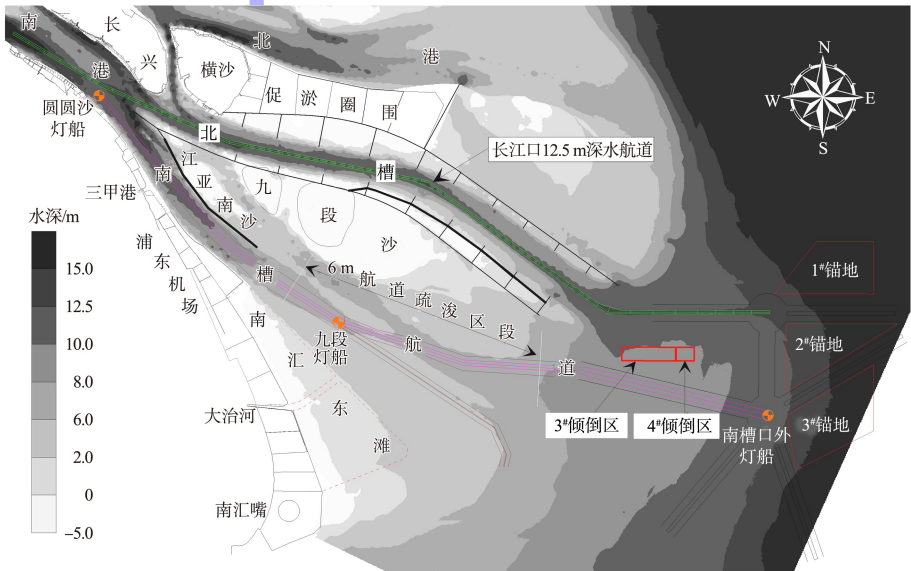 南港
长兴
横沙
北港
促淤圈围
圆圆沙
灯船
北槽
长江口12.5 m深水航道
N
W
E
S
三甲港
南槽
江亚南沙
九段沙
浦东机场
水深/m
15.0
12.5
10.0
8.0
6.0
2.0
0
-5.0
6 m
航道疏浚区段
1#锚地
2#锚地
3#锚地
九段
灯船
航道
南汇东滩
3#倾倒区
4#倾倒区
南槽口外
灯船
大治河
南汇嘴